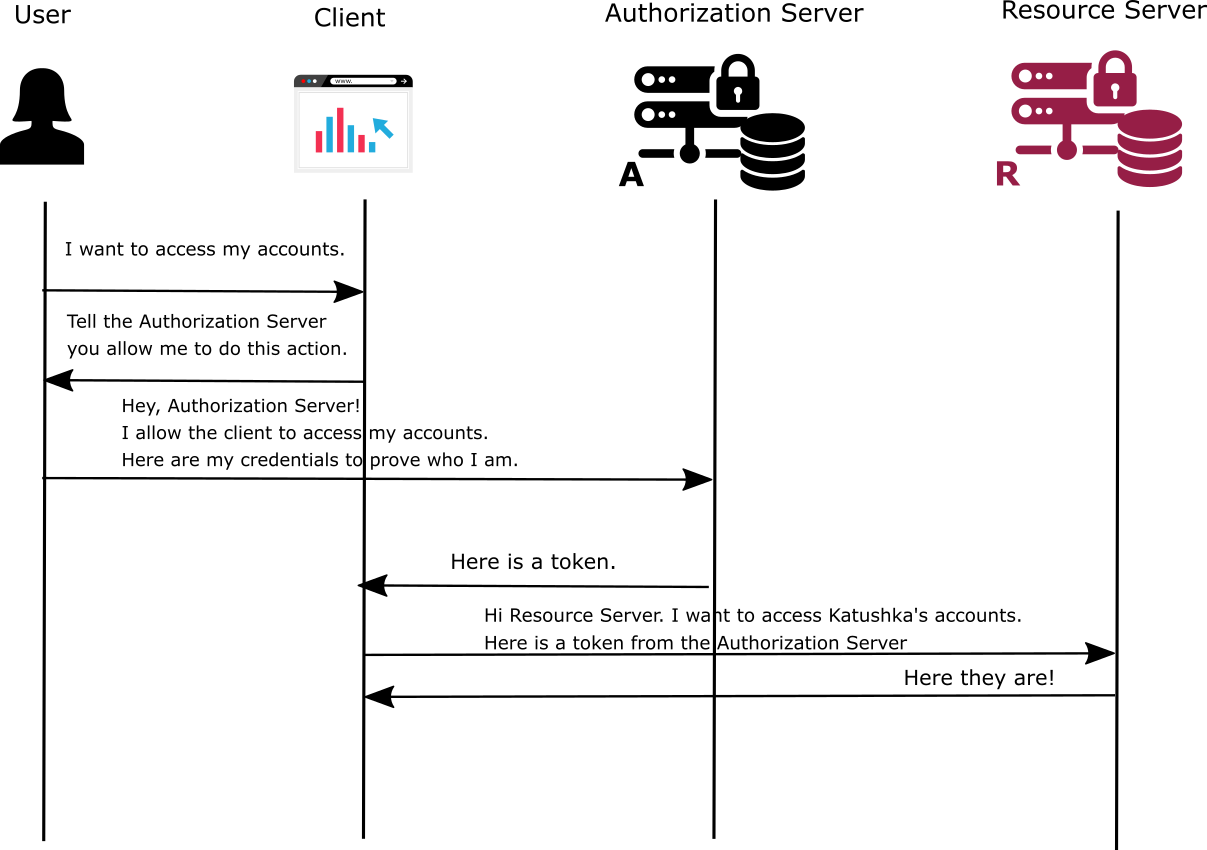 User
Client
Authorization Server
Resource Server
www.
A
R
I want to access my accounts.
Tell the Authorization Server
you allow me to do this action.
Hey, Authorization Server!
I allow the client to access my accounts.
Here are my credentials to prove who I am.
Here is a token.
Hi Resource Server. I want to access Katushka's accounts.
Here is a token from the Authorization Server
Here they are!